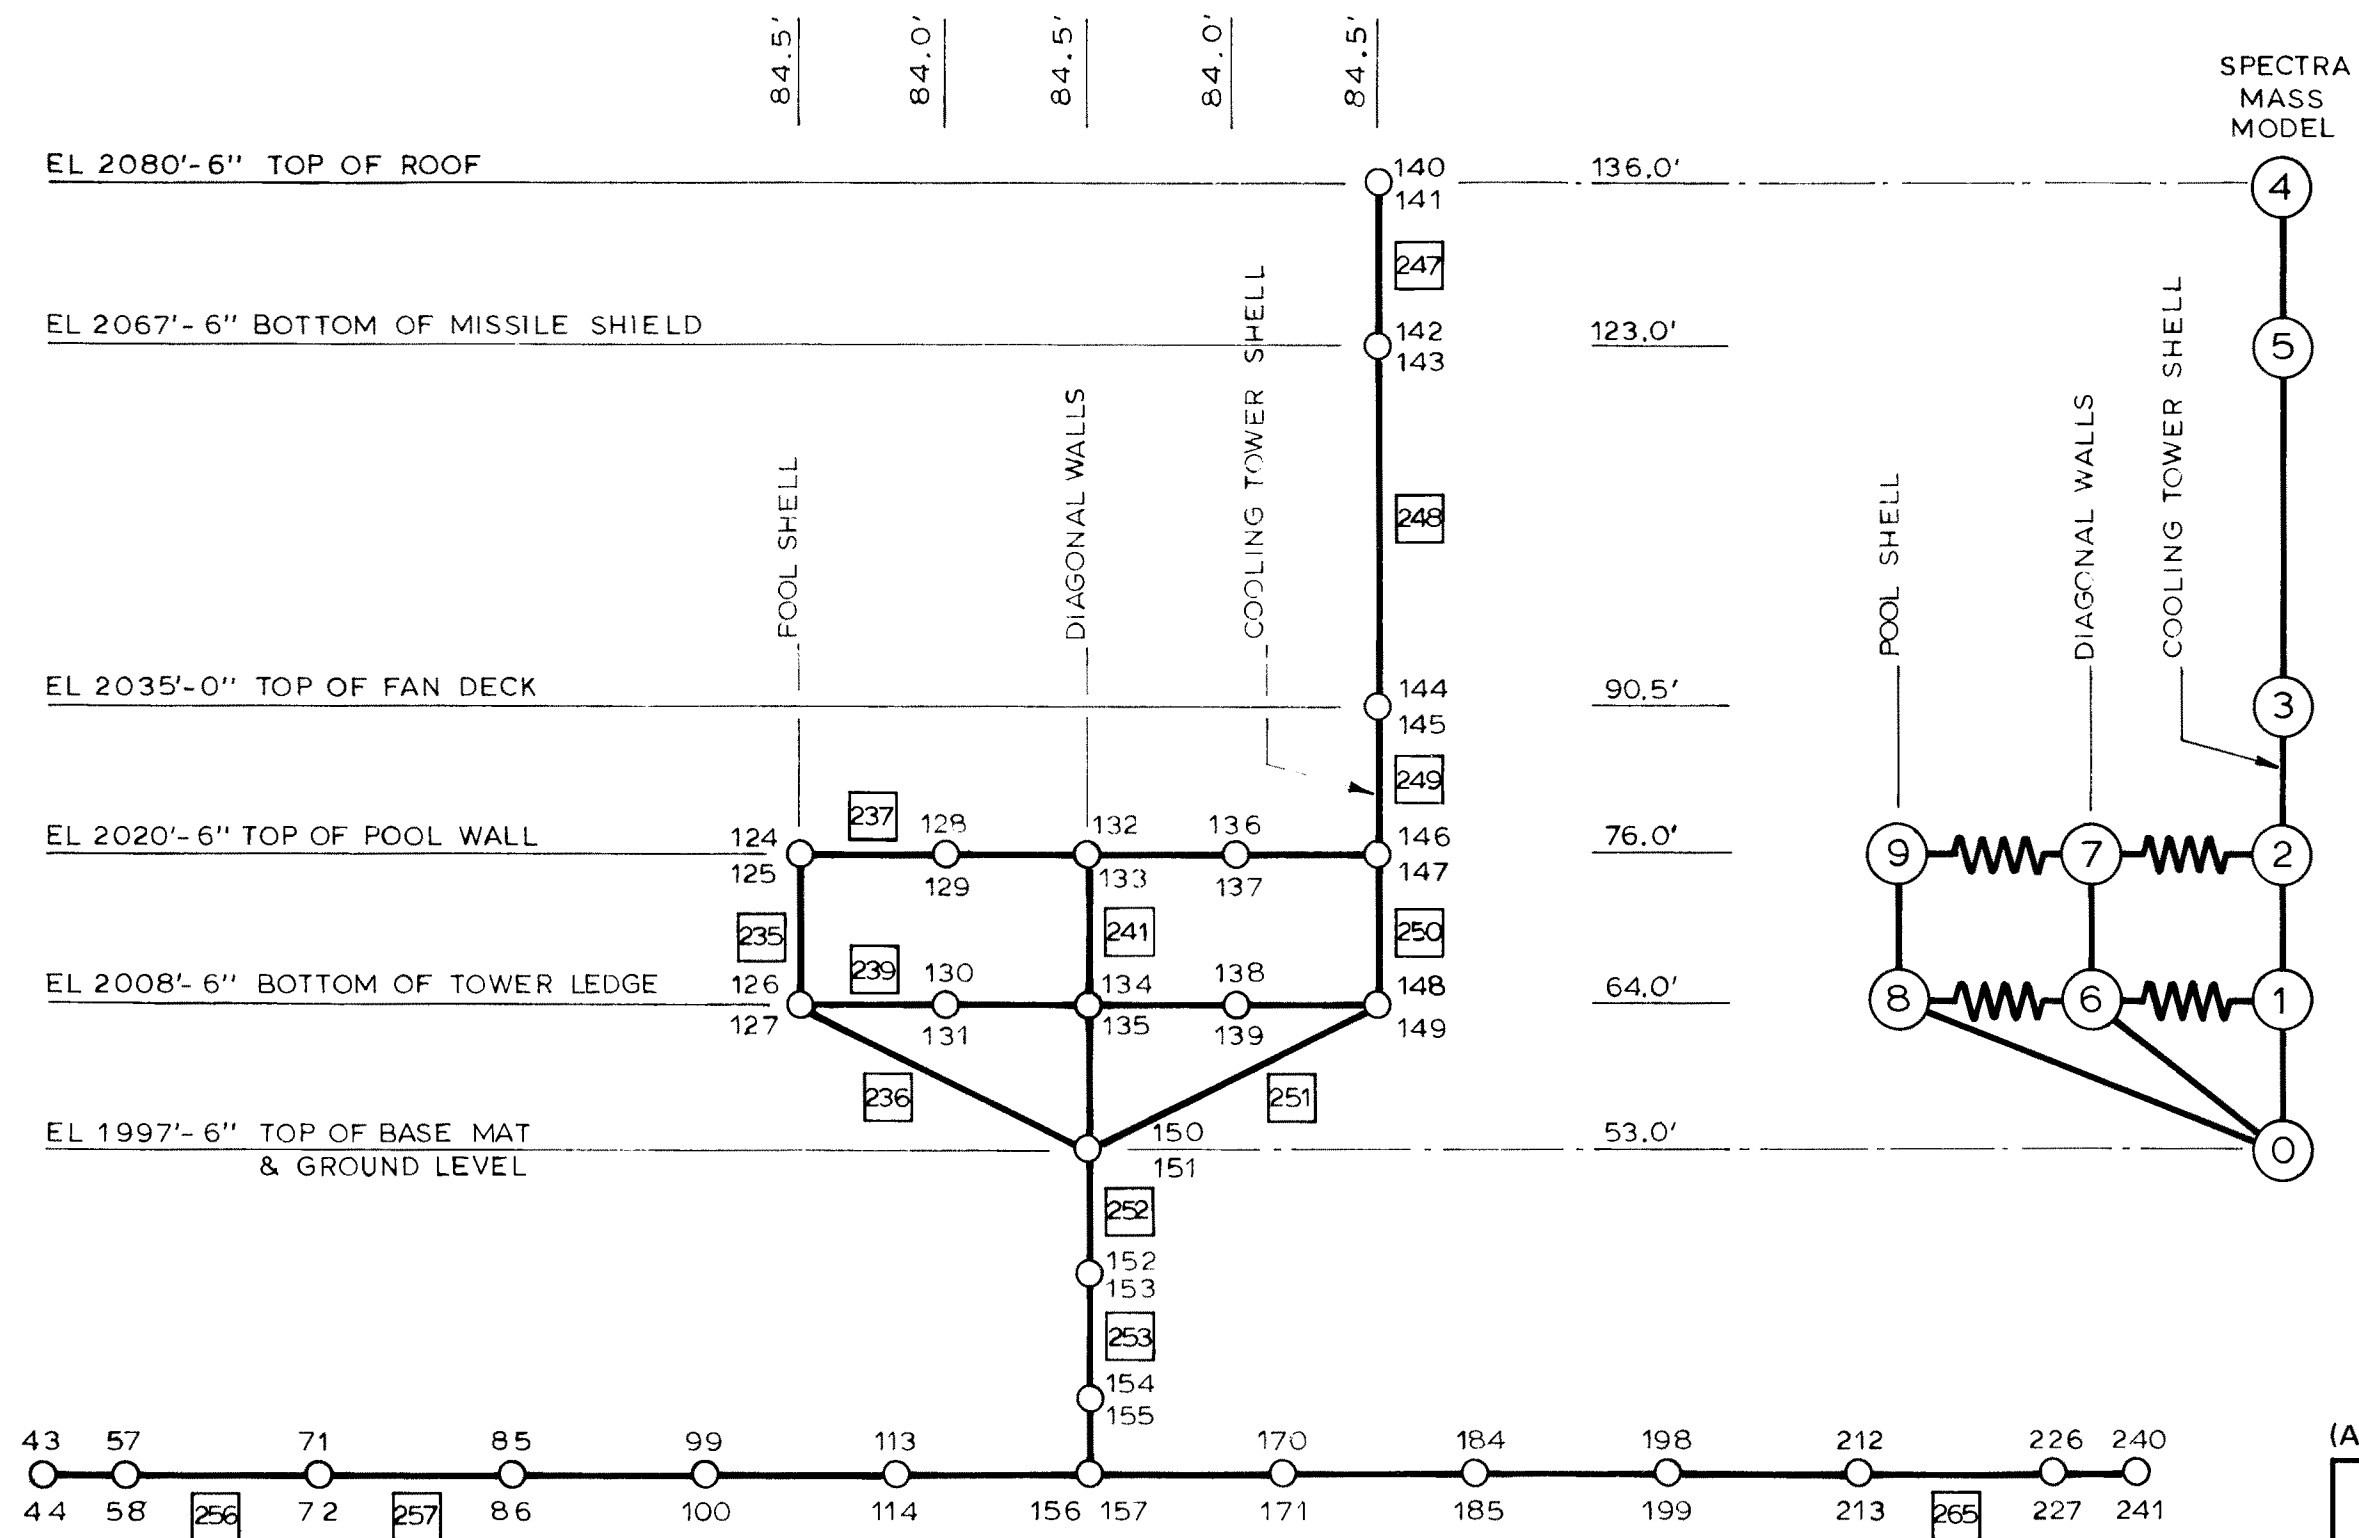 84.5' 84.0' 84.5' 84.0' 84.5'
SPECTRA
MASS
MODEL
EL 2080'-6" TOP OF ROOF
140
141
136.0'
4
247
EL 2067'-6" BOTTOM OF MISSILE SHIELD
142
143
123.0'
5
248
POOL SHELL
DIAGONAL WALLS
COOLING TOWER SHELL
POOL SHELL
DIAGONAL WALLS
COOLING TOWER SHELL
EL 2035'-0" TOP OF FAN DECK
144
145
90.5'
3
249
237
EL 2020'-6" TOP OF POOL WALL
124 128 132 136 146
125 129 133 137 147
76.0'
9 7 2
235 241 250
239
EL 2008'-6" BOTTOM OF TOWER LEDGE
126 130 134 138 148
127 131 135 139 149
64.0'
8 6 1
236 251
EL 1997'-6" TOP OF BASE MAT
& GROUND LEVEL
150
151
53.0'
0
252
152
153
253
154
155
43 57 71 85 99 113 170 184 198 212 226 240
44 58 72 86 100 114 156 157 171 185 199 213 227 241
256 257 265
(A